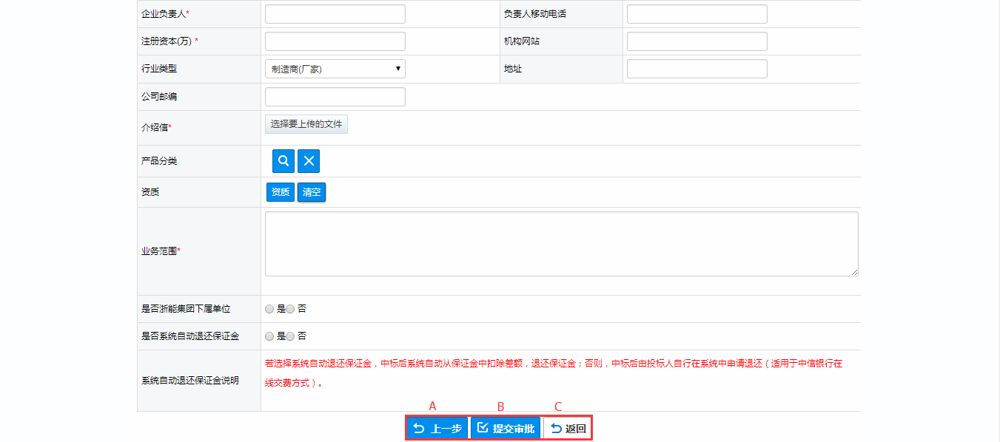 企业负责人* 负责人移动电话
注册资本(万) * 机构网站
行业类型 制造商(厂家) 地址
公司邮编
介绍信* 选择要上传的文件
产品分类
资质 资质 清空
业务范围*
是否浙能集团下属单位 是 否
是否系统自动退还保证金 是 否
系统自动退还保证金说明
若选择系统自动退还保证金，中标后系统自动从保证金中扣除差额，退还保证金；否则，中标后由投标人自行在系统中申请退还（适用于中信银行在
线交费方式）。
A B C
上一步 提交审批 返回